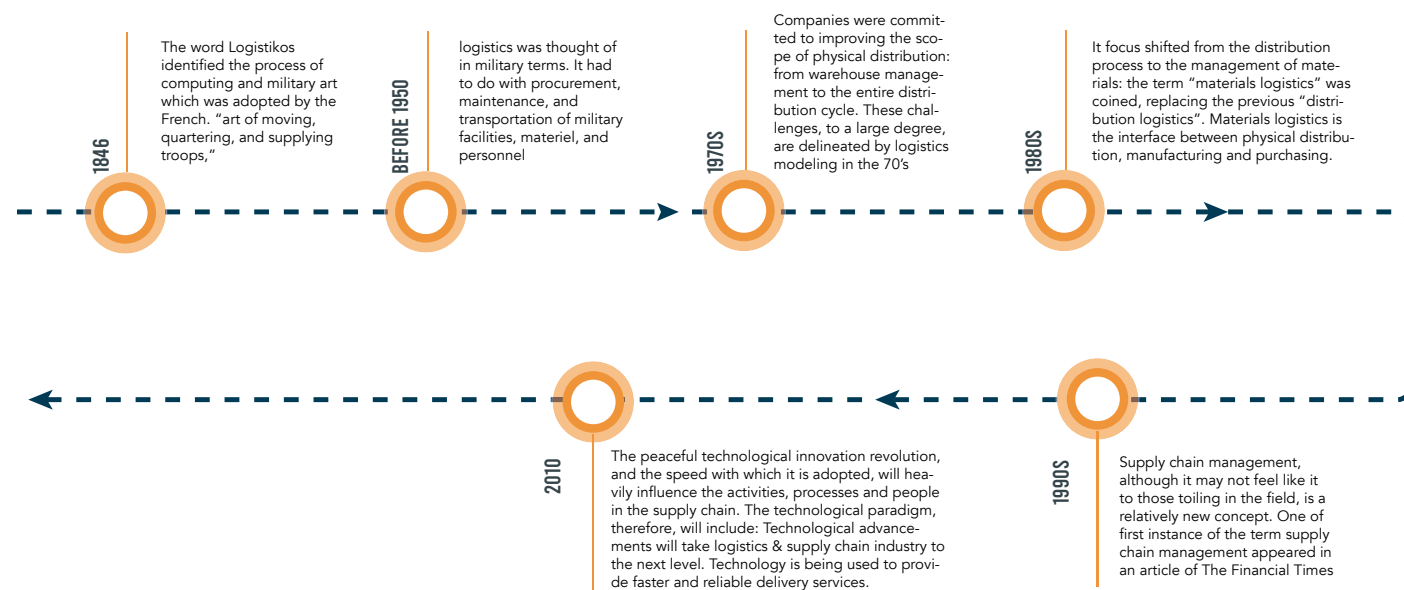 1846
The word Logistikos
identified the process of
computing and military art
which was adopted by the
French. “art of moving,
quartering, and supplying
troops,”
BEFORE 1950
logistics was thought of
in military terms. It had
to do with procurement,
maintenance, and
transportation of military
facilities, materiel, and
personnel
1970S
Companies were commit-
ted to improving the sco-
pe of physical distribution:
from warehouse manage-
ment to the entire distri-
bution cycle. These chal-
lenges, to a large degree,
are delineated by logistics
modeling in the 70’s
1980S
It focus shifted from the distribution
process to the management of mate-
rials: the term “materials logistics” was
coined, replacing the previous “distri-
bution logistics”. Materials logistics is
the interface between physical distribu-
tion, manufacturing and purchasing.
1990S
Supply chain management,
although it may not feel like it
to those toiling in the field, is a
relatively new concept. One of
first instance of the term supply
chain management appeared in
an article of The Financial Times
2010
The peaceful technological innovation revolution,
and the speed with which it is adopted, will hea-
vily influence the activities, processes and people
in the supply chain. The technological paradigm,
therefore, will include: Technological advance-
ments will take logistics & supply chain industry to
the next level. Technology is being used to provi-
de faster and reliable delivery services.